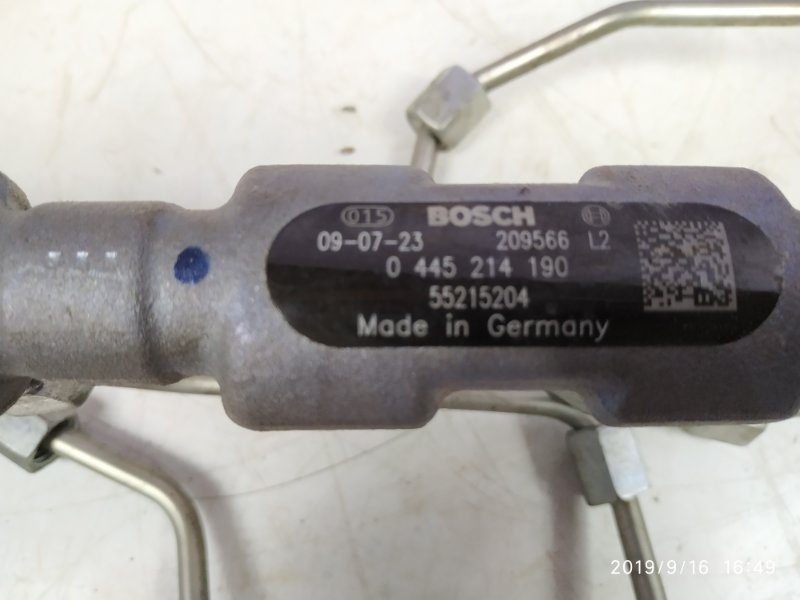 015 BOSCH
09-07-23 209566 L2
0 445 214 190
55215204
Made in Germany
2019/9/16 16:49